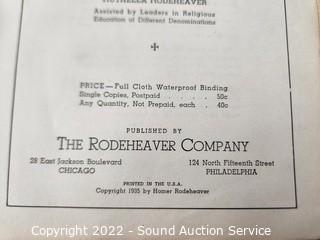 RUTHELLA RODEHEAVER
Assisted by Leaders in Religious
Education of Different Denominations
PRICE—Full Cloth Waterproof Binding
Single Copies, Postpaid . . . . 50c
Any Quantity, Not Prepaid, each . 40c
PUBLISHED BY
THE RODEHEAVER COMPANY
28 East Jackson Boulevard 124 North Fifteenth Street
CHICAGO PHILADELPHIA
PRINTED IN THE U.S.A.
Copyright 1935 by Homer Rodeheaver
Copyright 2022 - Sound Auction Service